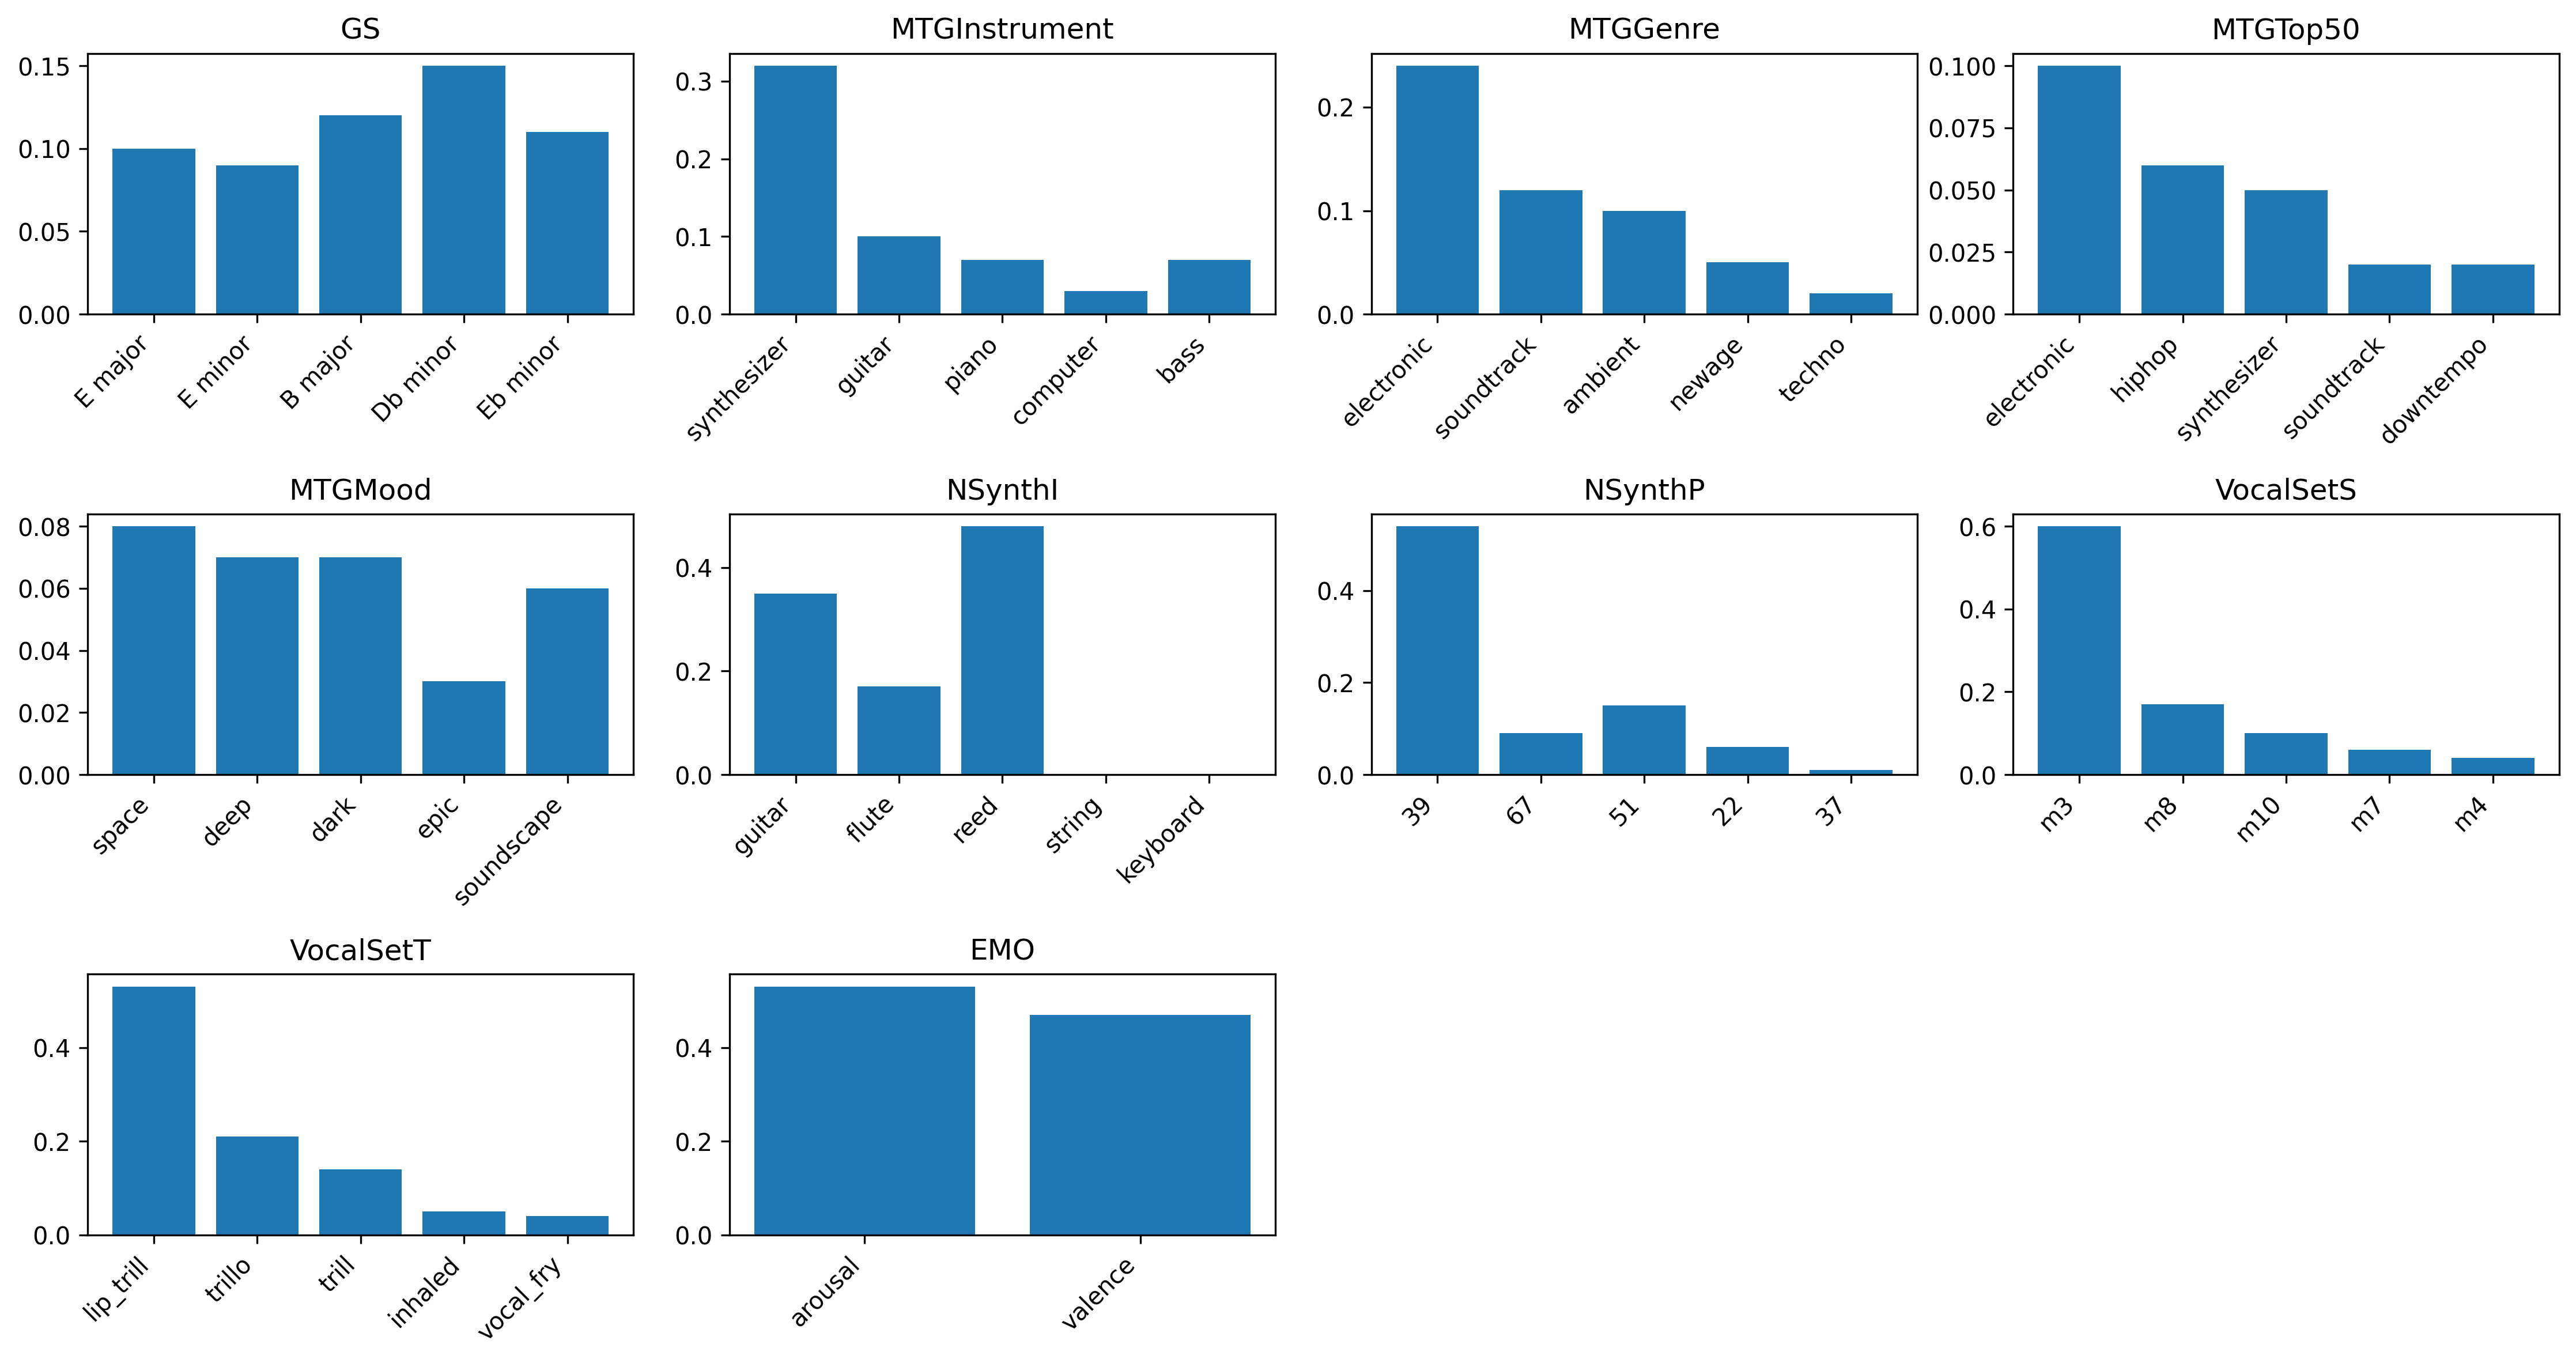 GS
0.15
0.10
0.05
0.00
E major
E minor
B major
Db minor
Eb minor
MTGInstrument
0.3
0.2
0.1
0.0
synthesizer
guitar
piano
computer
bass
MTGGenre
0.2
0.1
0.0
electronic
soundtrack
ambient
newage
techno
MTGTop50
0.100
0.075
0.050
0.025
0.000
electronic
hiphop
synthesizer
soundtrack
downtempo
MTGMood
0.08
0.06
0.04
0.02
0.00
space
deep
dark
epic
soundscape
NSynthI
0.4
0.2
0.0
guitar
flute
reed
string
keyboard
NSynthP
0.4
0.2
0.0
39
67
51
22
37
VocalSetS
0.6
0.4
0.2
0.0
m3
m8
m10
m7
m4
VocalSetT
0.4
0.2
0.0
lip_trill
trillo
trill
inhaled
vocal_fry
EMO
0.4
0.2
0.0
arousal
valence